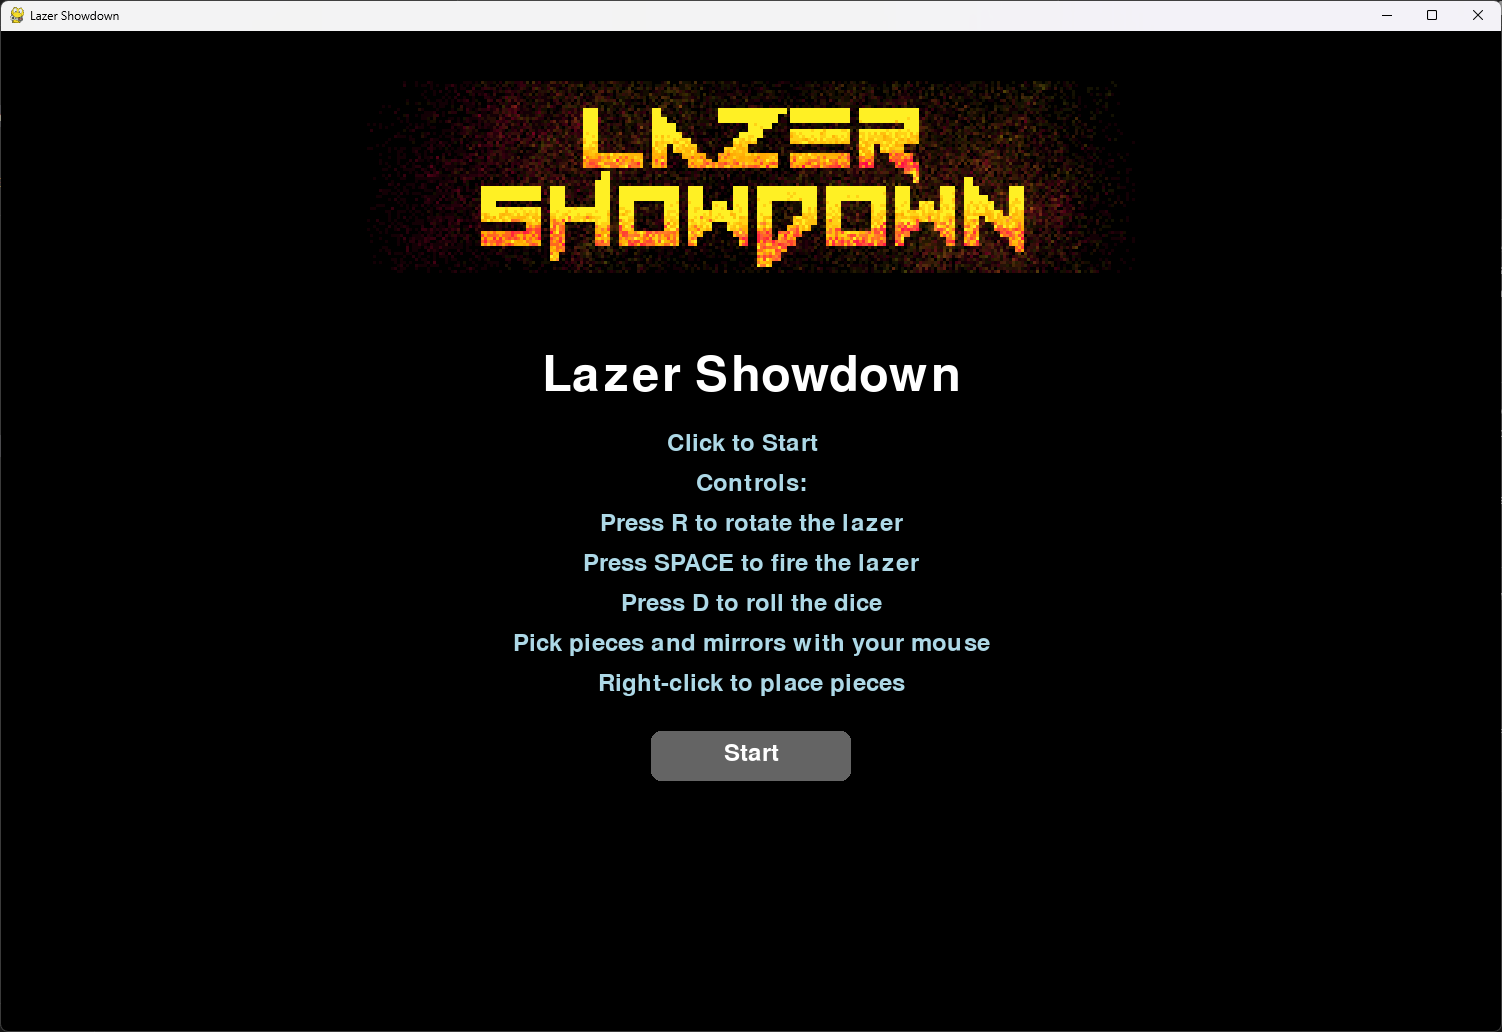 Lazer Showdown
LAZER
SHOWDOWN
Lazer Showdown
Click to Start
Controls:
Press R to rotate the lazer
Press SPACE to fire the lazer
Press D to roll the dice
Pick pieces and mirrors with your mouse
Right-click to place pieces
Start